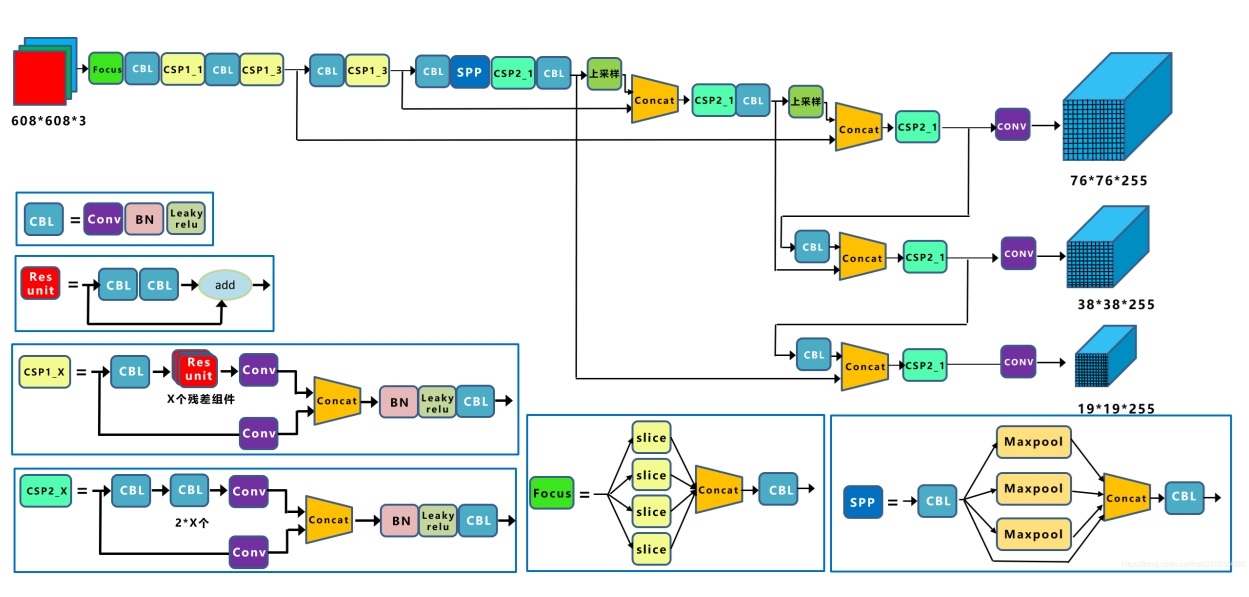 Focus CBL CSP1_1 CBL CSP1_3 CBL CSP1_3 CBL SPP CSP2_1 CBL 上采样
Concat CSP2_1 CBL 上采样
608*608*3
Concat CSP2_1 CONV
76*76*255
CBL = Conv BN Leaky relu
CBL Concat CSP2_1 CONV
38*38*255
Res unit = CBL CBL add
CBL Concat CSP2_1 CONV
19*19*255
CSP1_X = CBL Res unit Conv
X个残差组件
Concat BN Leaky relu CBL
Conv
CSP2_X = CBL CBL Conv
2*X个
Concat BN Leaky relu CBL
Conv
slice
slice
Focus = Concat CBL
slice
slice
Maxpool
Maxpool
SPP = CBL Concat CBL
Maxpool